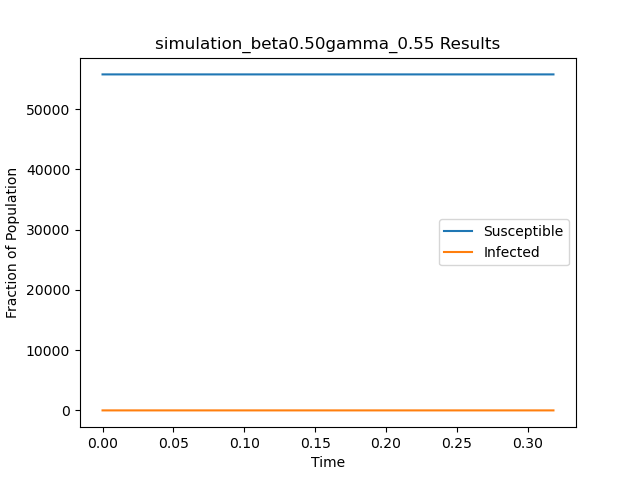 simulation_beta0.50gamma_0.55 Results
Fraction of Population
50000
40000
30000
20000
10000
0
Susceptible
Infected
0.00 0.05 0.10 0.15 0.20 0.25 0.30
Time